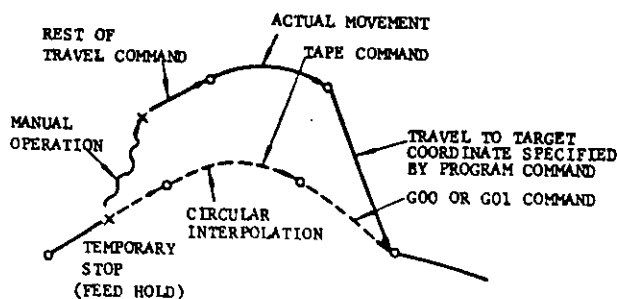 ACTUAL MOVEMENT
REST OF
TRAVEL COMMAND
TAPE COMMAND
MANUAL
OPERATION
TRAVEL TO TARGET
COORDINATE SPECIFIED
BY PROGRAM COMMAND
G00 OR G01 COMMAND
CIRCULAR
INTERPOLATION
TEMPORARY
STOP
(FEED HOLD)